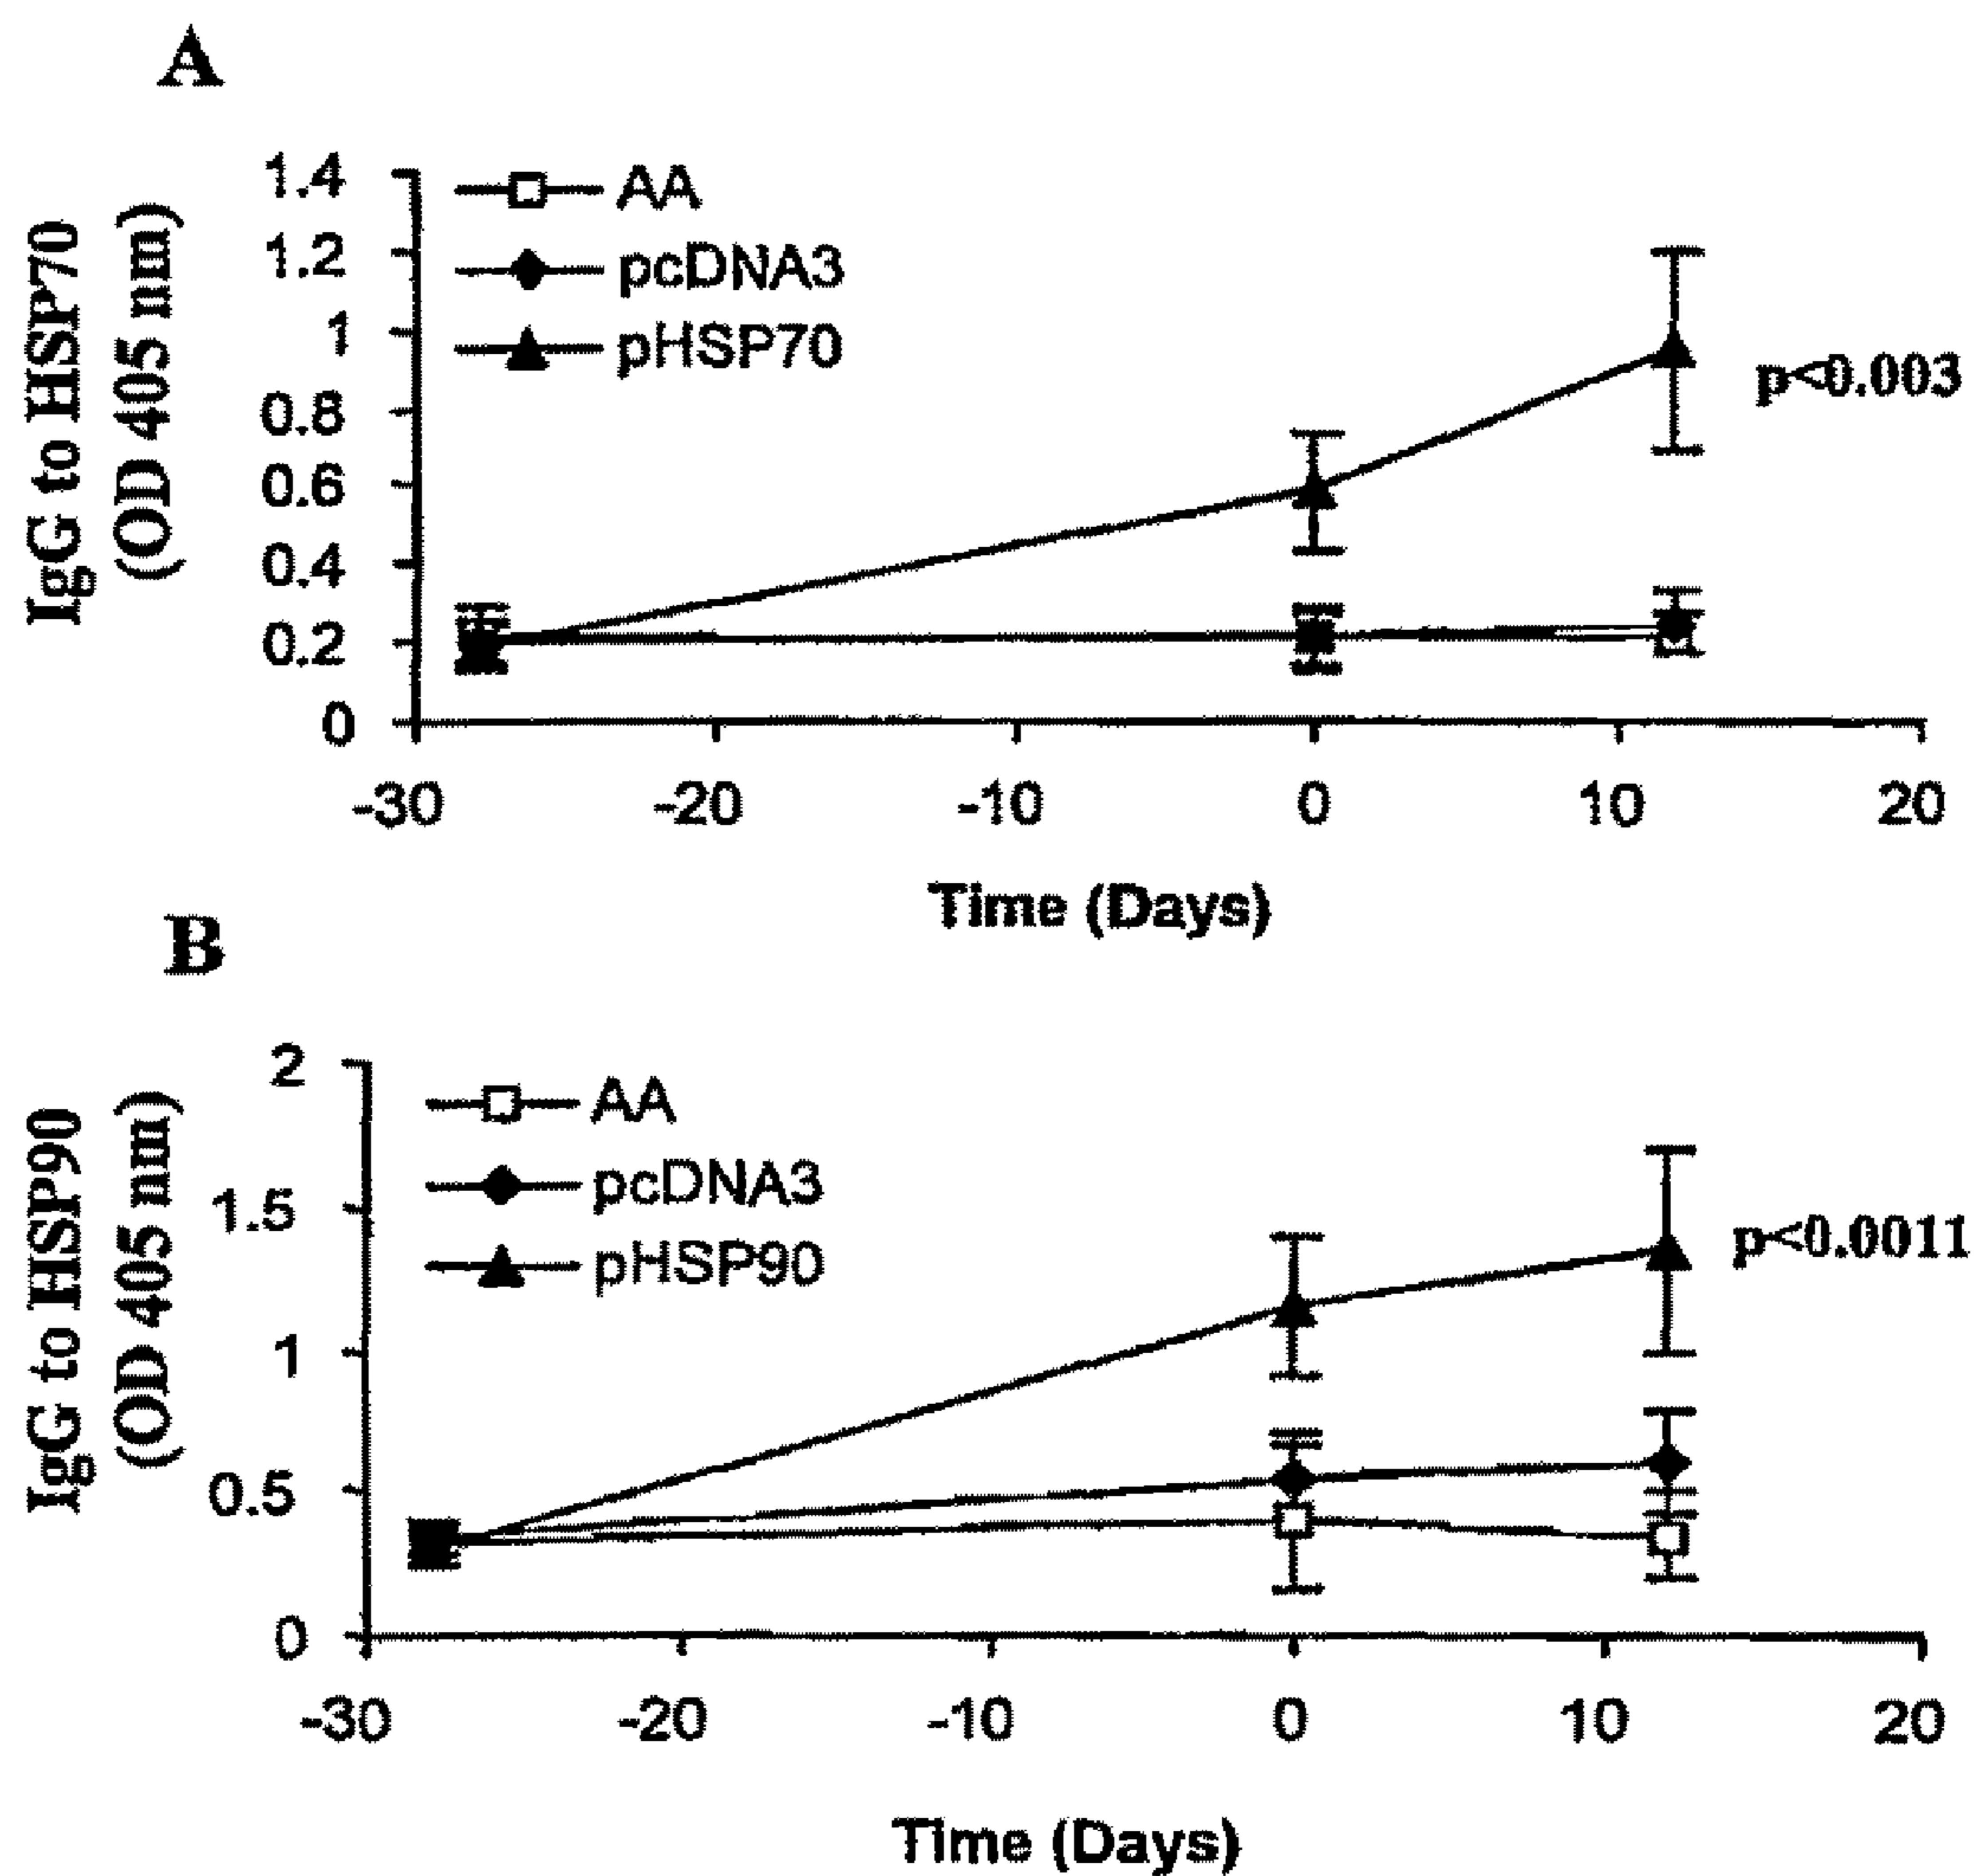 A
IgG to HSP70
(OD 405 nm)
1.4
1.2
1
0.8
0.6
0.4
0.2
0
AA
pcDNA3
pHSP70
p<0.003
-30
-20
-10
0
10
20
Time (Days)
B
IgG to HSP90
(OD 405 nm)
2
1.5
1
0.5
0
AA
pcDNA3
pHSP90
p<0.0011
-30
-20
-10
0
10
20
Time (Days)